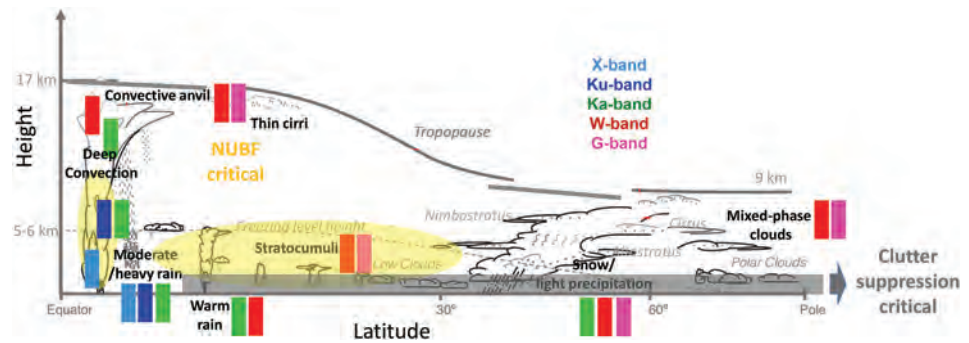 X-band
Ku-band
Ka-band
W-band
G-band
17 km
Convective anvil
Thin cirri
Tropopause
Height
Deep
Convection
NUBF
critical
9 km
Nimbostratus
Cirrus
Mixed-phase
clouds
5-6 km
Freezing level height
Stratocumuli
Moderate
/heavy rain
Low Clouds
Altostratus
Snow/
light precipitation
Polar Clouds
Clutter
suppression
critical
Warm
rain
Equator
30°
60°
Pole
Latitude